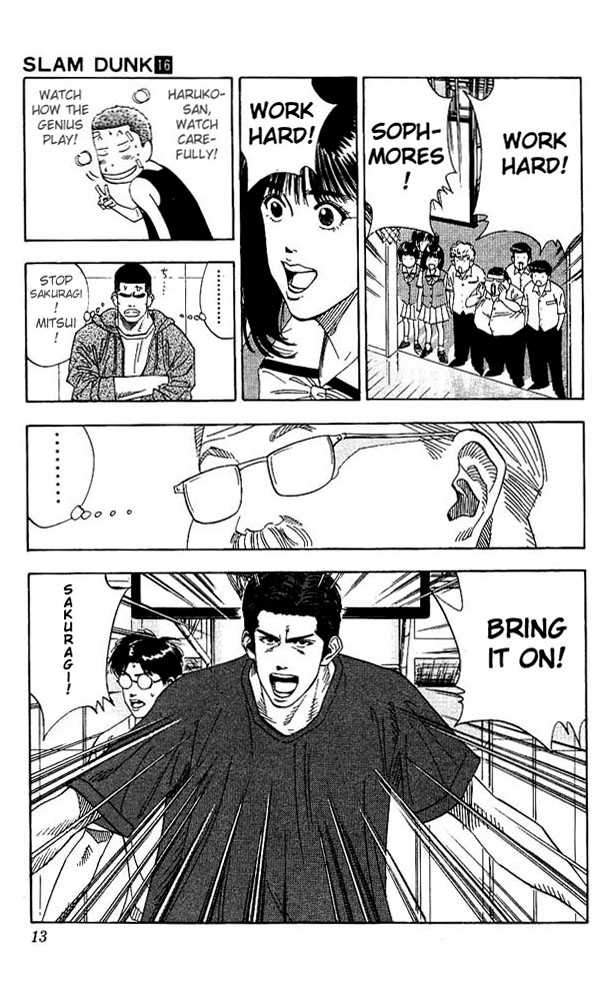 SLAM DUNK 16
WORK
HARD!
SOPH-
MORES
!
WORK
HARD!
HARUKO-
SAN,
WATCH
CARE-
FULLY!
WATCH
HOW THE
GENIUS
PLAY!
.......
STOP
SAKURAGI
!
MITSUI
!
........
BRING
IT ON!
SAKURAGI!
13